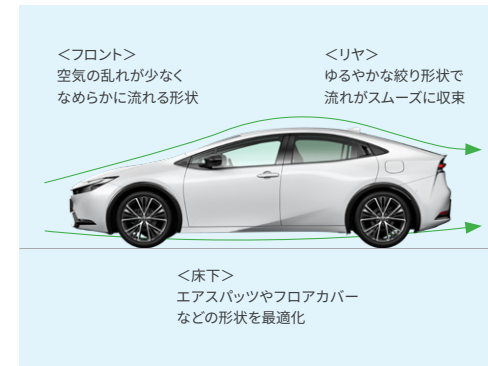 ＜フロント＞
空気の乱れが少なく
なめらかに流れる形状
＜リヤ＞
ゆるやかな絞り形状で
流れがスムーズに収束
＜床下＞
エアスパッツやフロアカバー
などの形状を最適化